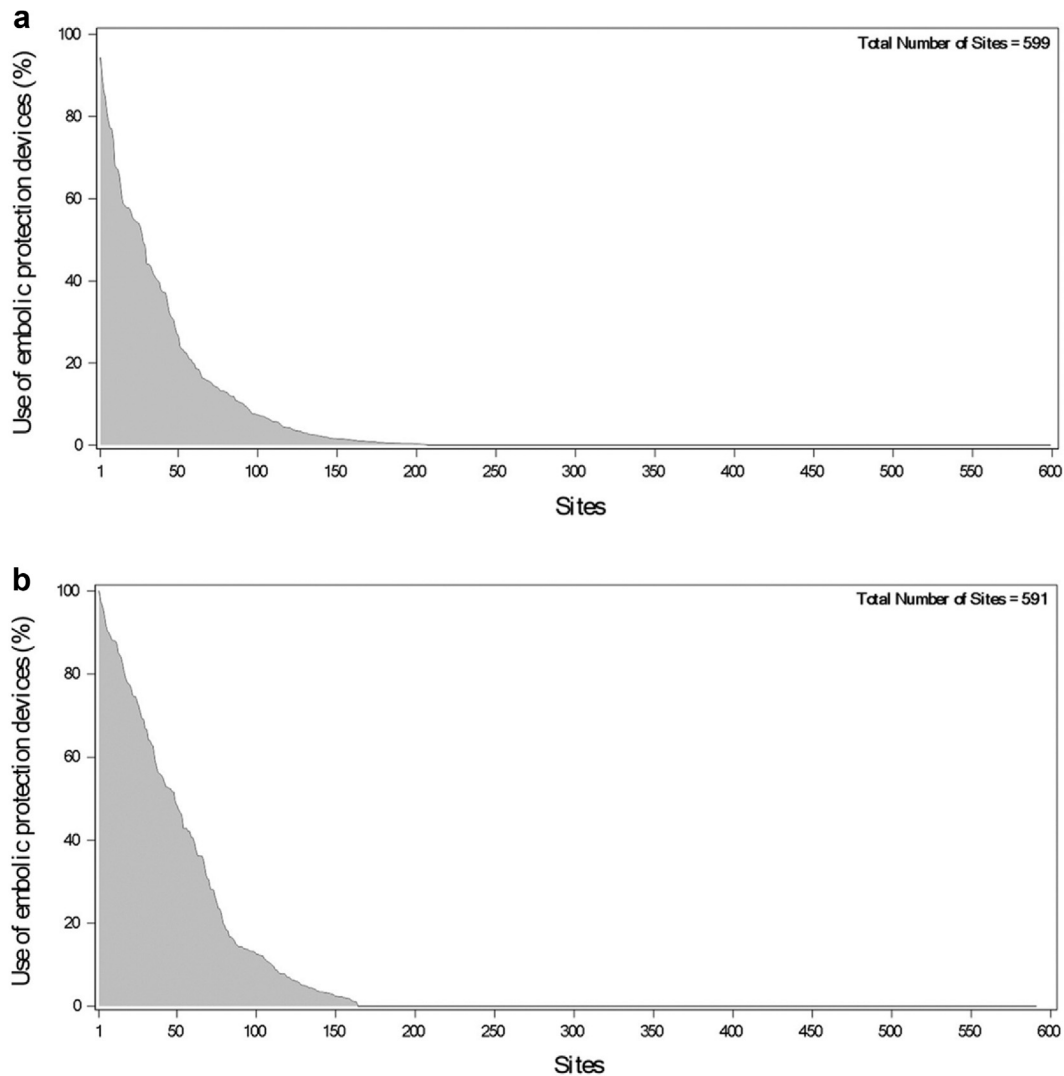 a
Total Number of Sites = 599
Use of embolic protection devices (%)
100
80
60
40
20
0
1 50 100 150 200 250 300 350 400 450 500 550 600
Sites
b
Total Number of Sites = 591
Use of embolic protection devices (%)
100
80
60
40
20
0
1 50 100 150 200 250 300 350 400 450 500 550 600
Sites